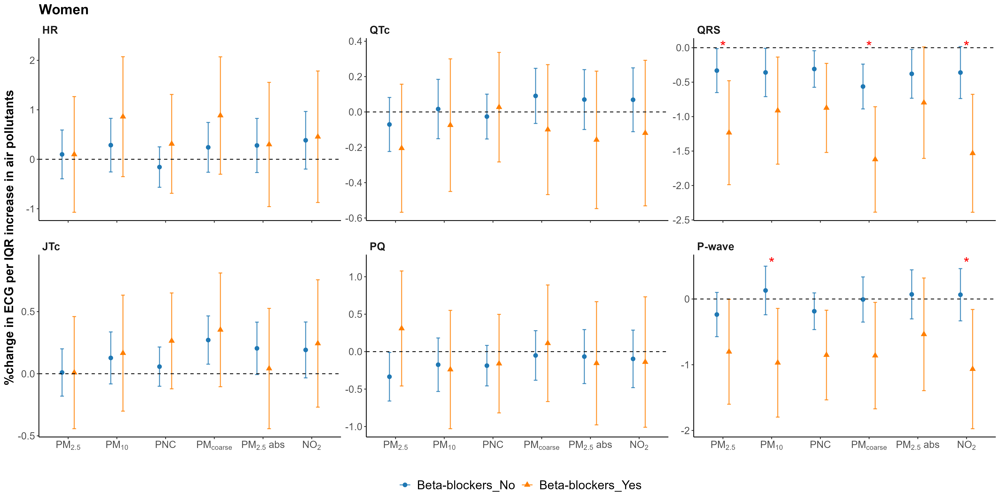 Women
%change in ECG per IQR increase in air pollutants
HR
2
1
0
-1
QTc
0.4
0.2
0.0
-0.2
-0.4
-0.6
QRS
* * *
0.0
-0.5
-1.0
-1.5
-2.0
-2.5
JTc
0.5
0.0
-0.5
PM2.5 PM10 PNC PMcoarse PM2.5 abs NO2
PQ
1.0
0.5
0.0
-0.5
-1.0
PM2.5 PM10 PNC PMcoarse PM2.5 abs NO2
P-wave
* *
0
-1
-2
PM2.5 PM10 PNC PMcoarse PM2.5 abs NO2
Beta-blockers_No Beta-blockers_Yes